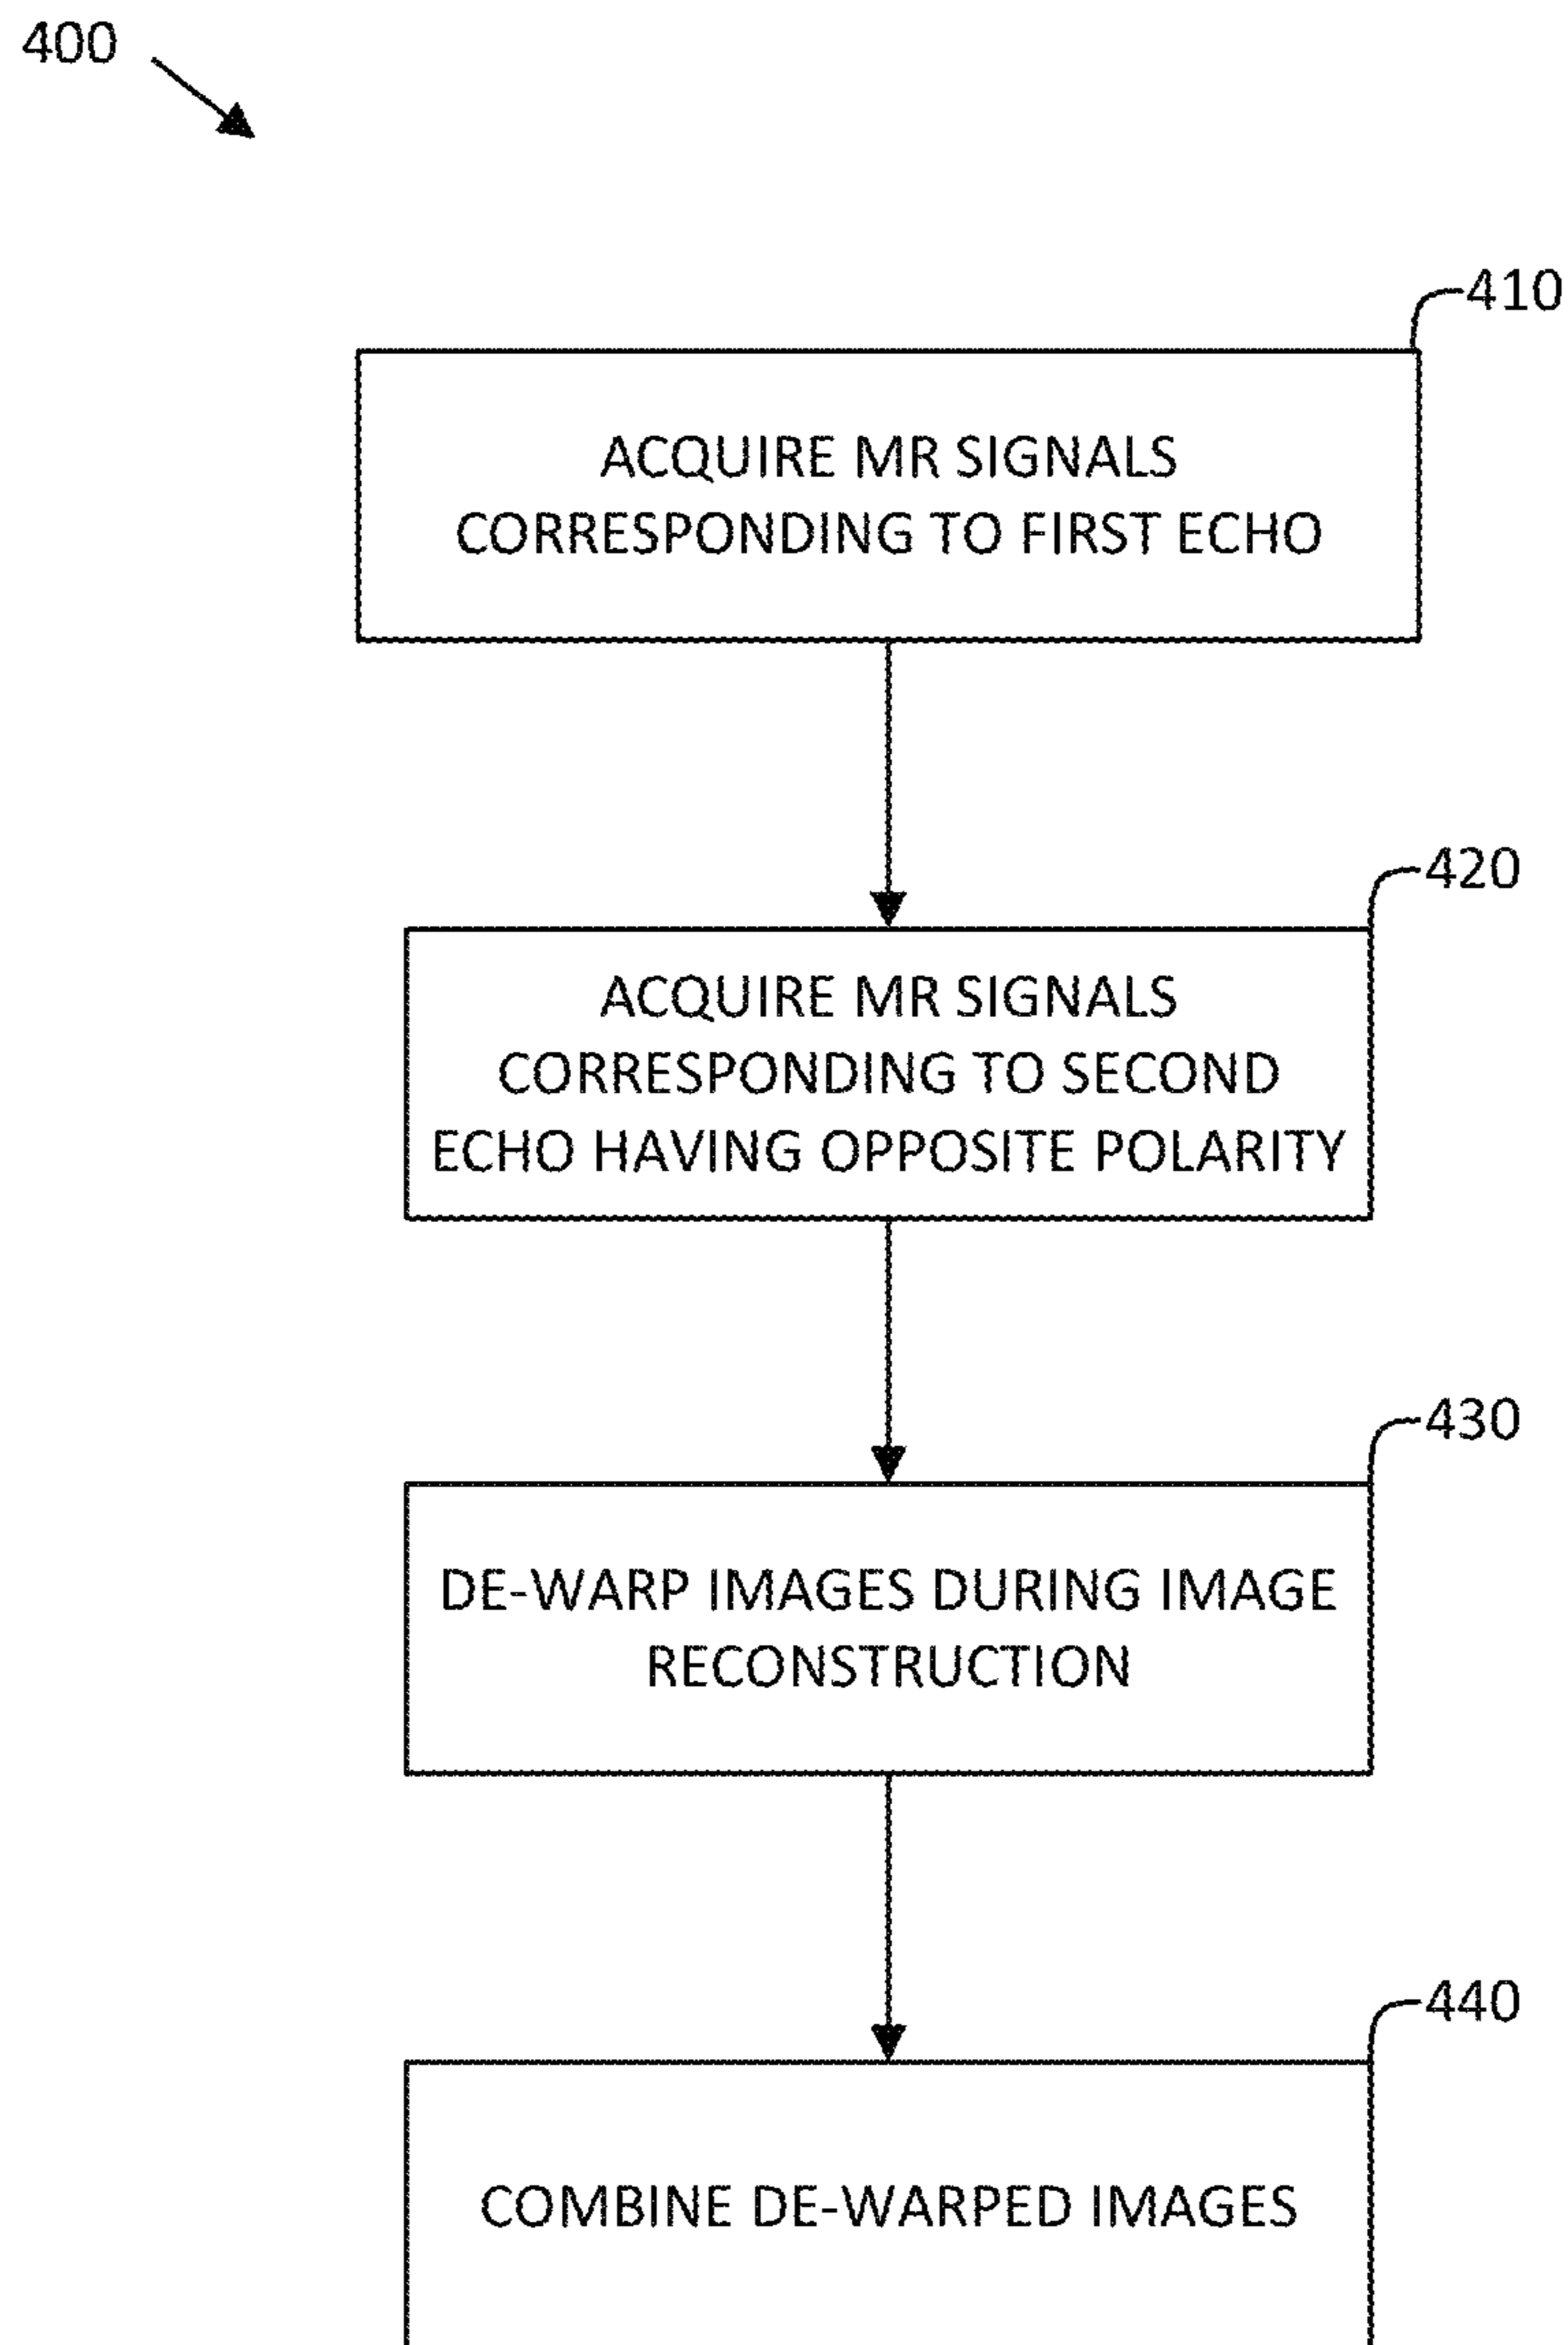 400
410
ACQUIRE MR SIGNALS
CORRESPONDING TO FIRST ECHO
420
ACQUIRE MR SIGNALS
CORRESPONDING TO SECOND
ECHO HAVING OPPOSITE POLARITY
430
DE-WARP IMAGES DURING IMAGE
RECONSTRUCTION
440
COMBINE DE-WARPED IMAGES